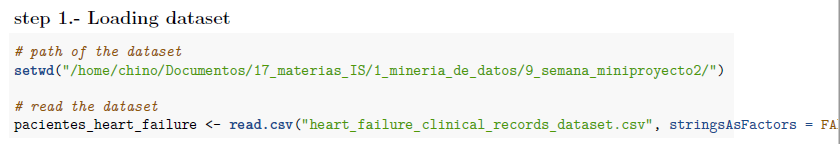 step 1.- Loading dataset
# path of the dataset
setwd("/home/chino/Documentos/17_materias_IS/1_mineria_de_datos/9_semana_miniproyecto2/")
# read the dataset
pacientes_heart_failure <- read.csv("heart_failure_clinical_records_dataset.csv", stringsAsFactors = FA